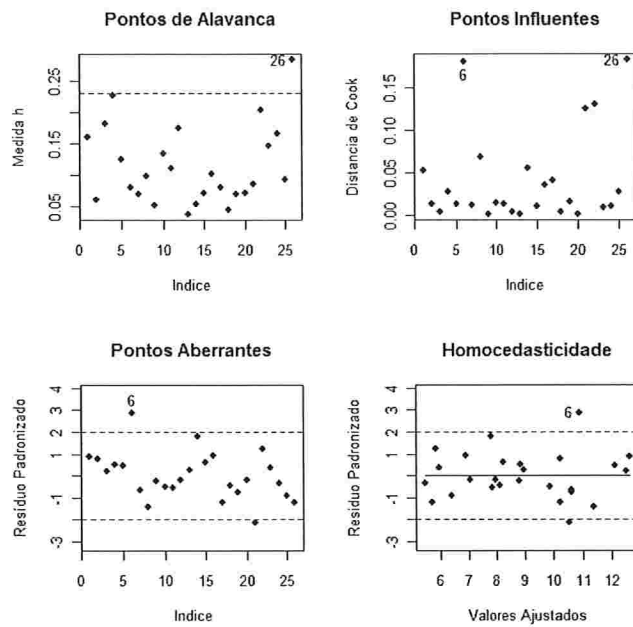 Pontos de Alavanca
Medida h
0.05 0.15 0.25
26
0 5 10 15 20 25
Indice
Pontos Influentes
Distancia de Cook
0.00 0.05 0.10 0.15
6
26
0 5 10 15 20 25
Indice
Pontos Aberrantes
Resíduo Padronizado
-3 -1 1 2 3 4
6
0 5 10 15 20 25
Indice
Homocedasticidade
Resíduo Padronizado
-3 -1 1 2 3 4
6
6 7 8 9 10 11 12
Valores Ajustados